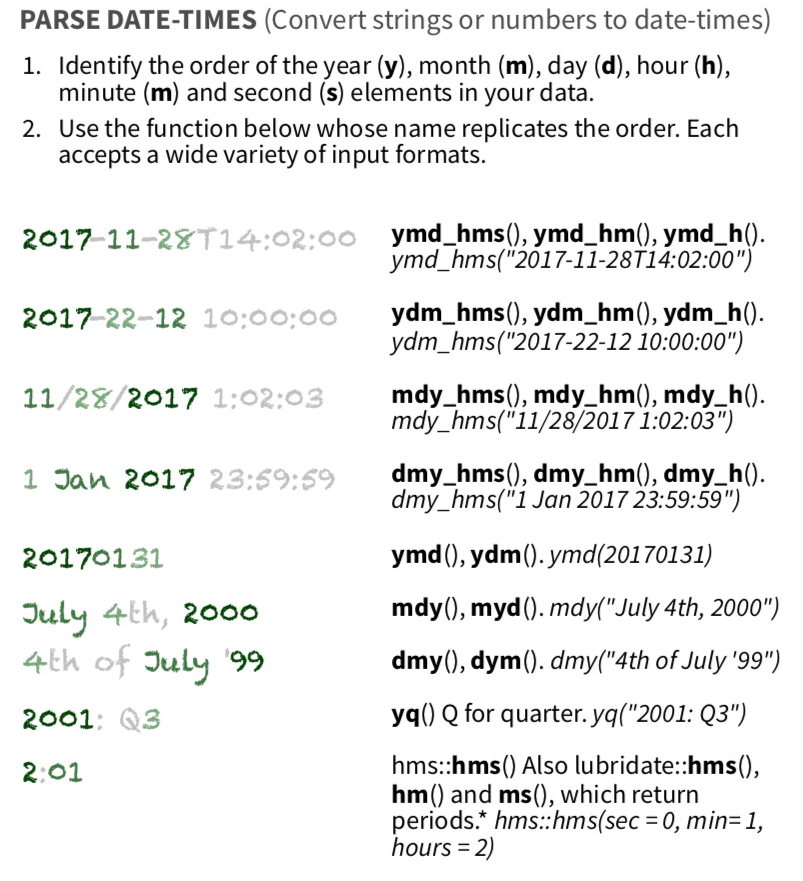 PARSE DATE-TIMES (Convert strings or numbers to date-times)
1. Identify the order of the year (y), month (m), day (d), hour (h),
minute (m) and second (s) elements in your data.
2. Use the function below whose name replicates the order. Each
accepts a wide variety of input formats.
2017-11-28T14:02:00
ymd_hms(), ymd_hm(), ymd_h().
ymd_hms("2017-11-28T14:02:00")
2017-22-12 10:00:00
ydm_hms(), ydm_hm(), ydm_h().
ydm_hms("2017-22-12 10:00:00")
11/28/2017 1:02:03
mdy_hms(), mdy_hm(), mdy_h().
mdy_hms("11/28/2017 1:02:03")
1 Jan 2017 23:59:59
dmy_hms(), dmy_hm(), dmy_h().
dmy_hms("1 Jan 2017 23:59:59")
20170131
ymd(), ydm(). ymd(20170131)
July 4th, 2000
mdy(), myd(). mdy("July 4th, 2000")
4th of July '99
dmy(), dym(). dmy("4th of July '99")
2001: Q3
yq() Q for quarter. yq("2001: Q3")
2:01
hms::hms() Also lubridate::hms(),
hm() and ms(), which return
periods.* hms::hms(sec = 0, min= 1,
hours = 2)